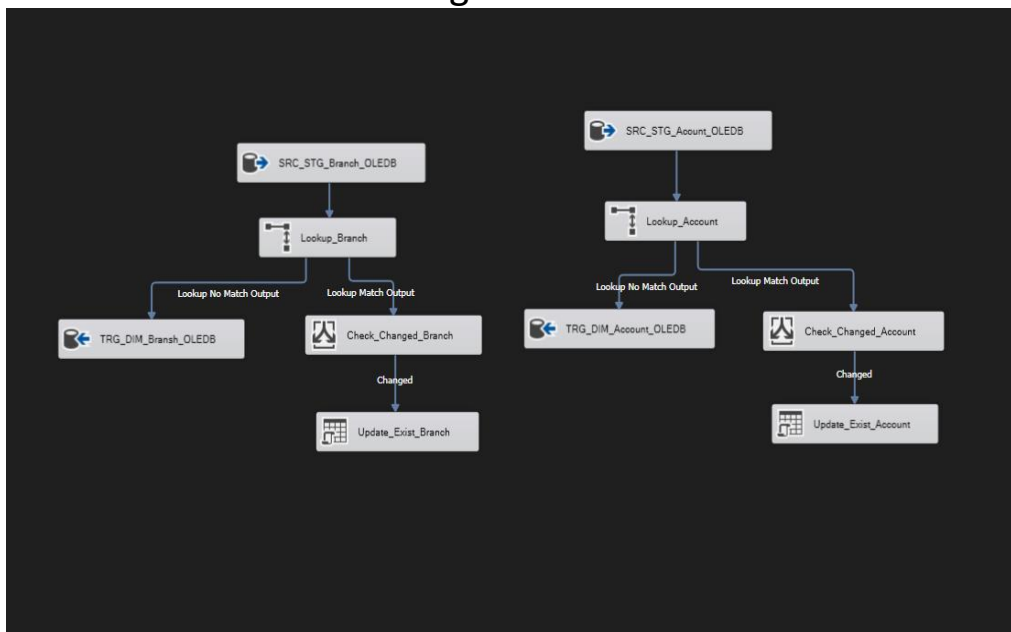 SRC_STG_Branch_OLEDB
Lookup_Branch
Lookup No Match Output
Lookup Match Output
TRG_DIM_Bransh_OLEDB
Check_Changed_Branch
Changed
Update_Exist_Branch
SRC_STG_Acount_OLEDB
Lookup_Account
Lookup No Match Output
Lookup Match Output
TRG_DIM_Account_OLEDB
Check_Changed_Account
Changed
Update_Exist_Account